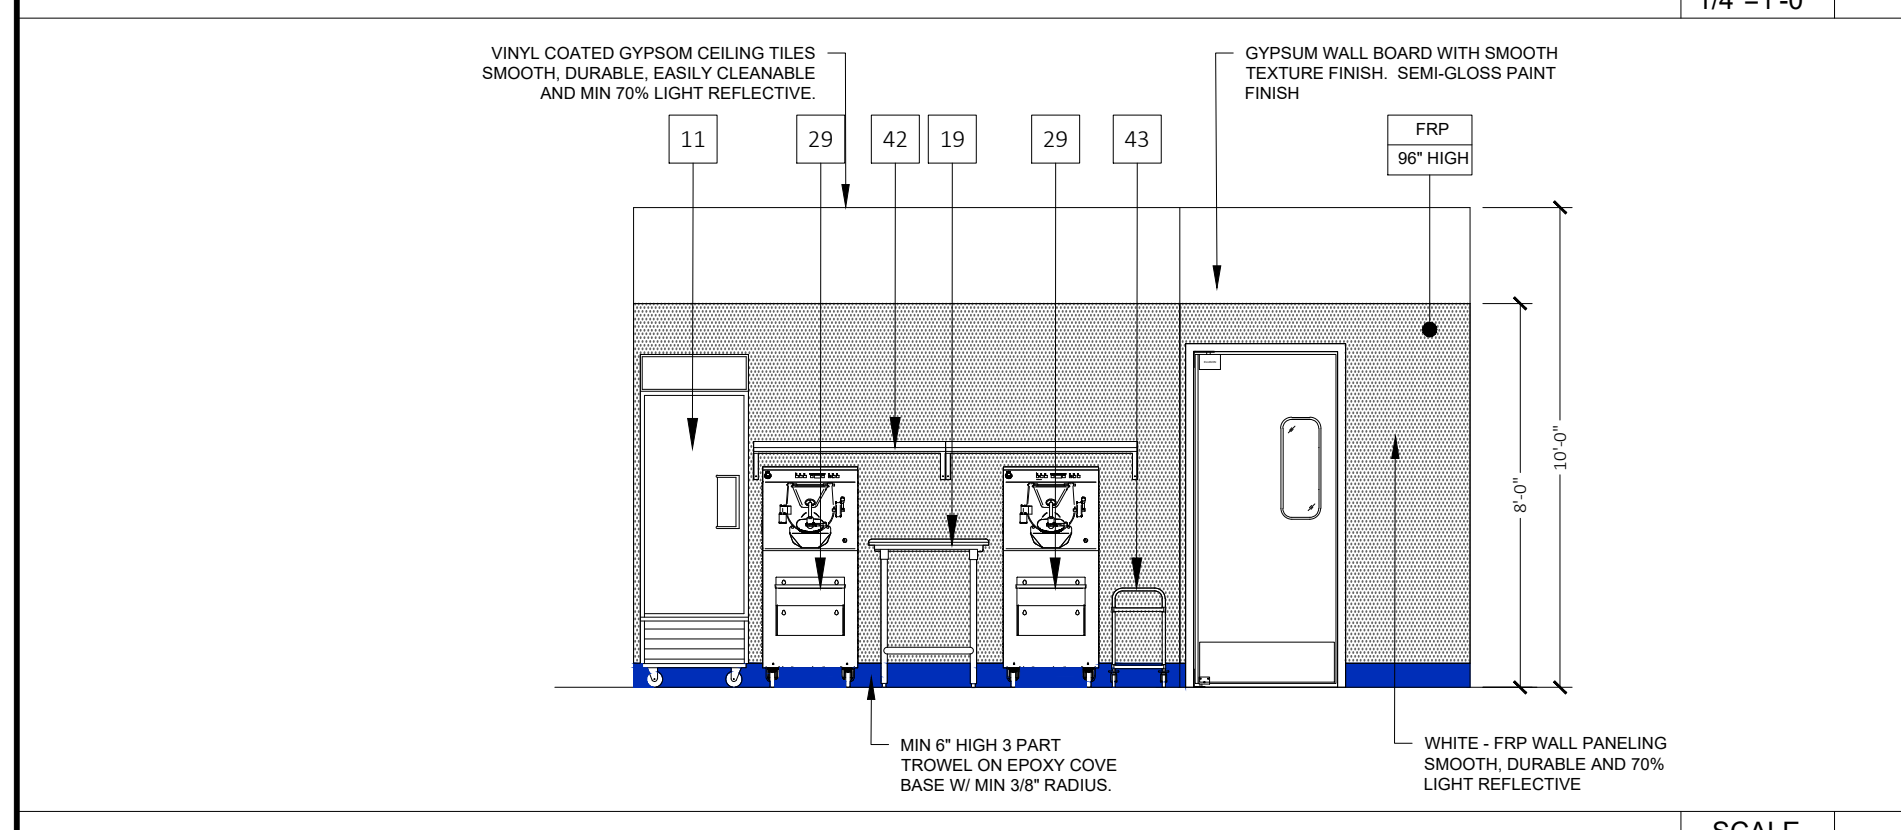 1/4"=1'-0"
VINYL COATED GYPSOM CEILING TILES
SMOOTH, DURABLE, EASILY CLEANABLE
AND MIN 70% LIGHT REFLECTIVE.
GYPSUM WALL BOARD WITH SMOOTH
TEXTURE FINISH. SEMI-GLOSS PAINT
FINISH
11
29
42
19
29
43
FRP
96" HIGH
10'-0"
8'-0"
MIN 6" HIGH 3 PART
TROWEL ON EPOXY COVE
BASE W/ MIN 3/8" RADIUS.
WHITE - FRP WALL PANELING
SMOOTH, DURABLE AND 70%
LIGHT REFLECTIVE
SCALE